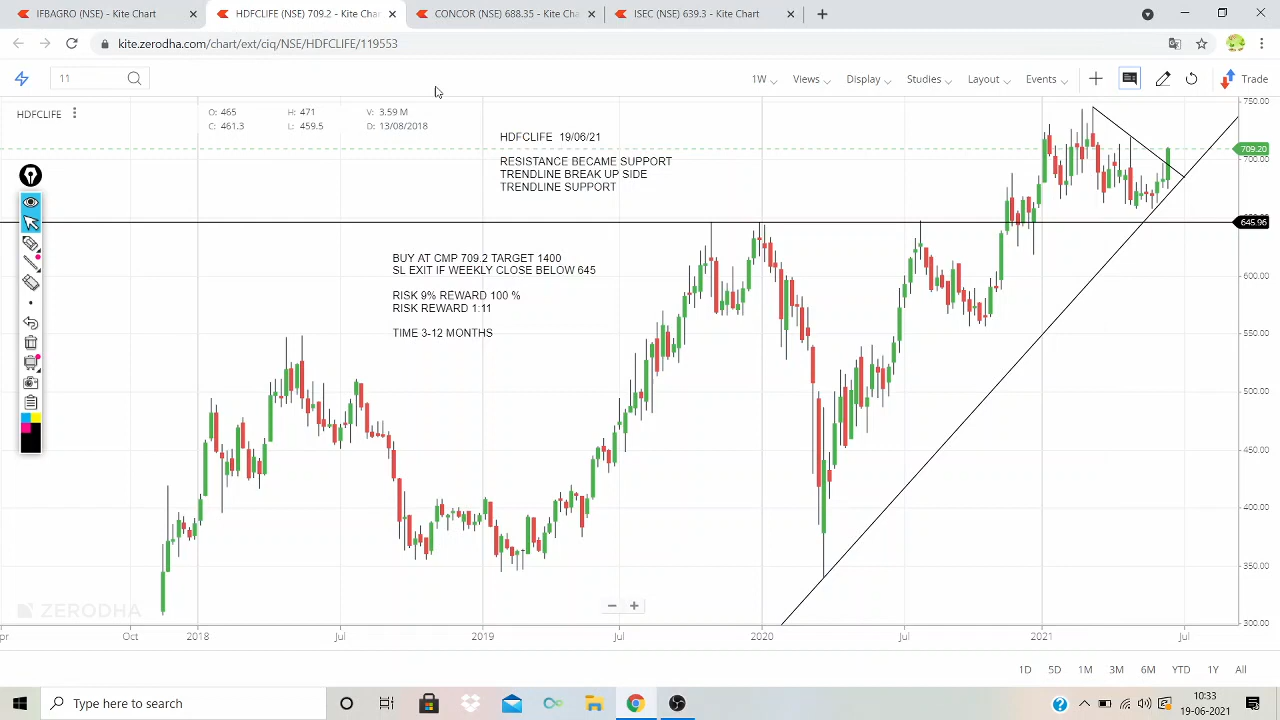 IFBAGRO (NSE) - Kite Chart
HDFCLIFE (NSE) 709.2 - Kite Char
CONCOR (NSE) 688.35 - Kite Cha
ISEC (NSE) 639.3 - Kite Chart
kite.zerodha.com/chart/ext/ciq/NSE/HDFCLIFE/119553
11
1W
Views
Display
Studies
Layout
Events
Trade
HDFCLIFE
O: 465 H: 471 V: 3.59 M
C: 461.3 L: 459.5 D: 13/08/2018
HDFCLIFE 19/06/21
RESISTANCE BECAME SUPPORT
TRENDLINE BREAK UP SIDE
TRENDLINE SUPPORT
BUY AT CMP 709.2 TARGET 1400
SL EXIT IF WEEKLY CLOSE BELOW 645
RISK 9% REWARD 100 %
RISK REWARD 1:11
TIME 3-12 MONTHS
750.00
709.20
700.00
645.96
600.00
550.00
500.00
450.00
400.00
350.00
300.00
ZERODHA
pr Oct 2018 Jul 2019 Jul 2020 Jul 2021 Jul
1D 5D 1M 3M 6M YTD 1Y All
Type here to search
10:33
19-06-2021